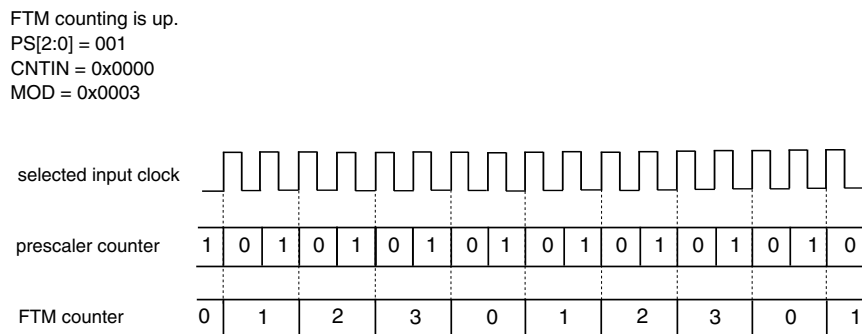 FTM counting is up.
PS[2:0] = 001
CNTIN = 0x0000
MOD = 0x0003
selected input clock
prescaler counter 1 0 1 0 1 0 1 0 1 0 1 0 1 0 1 0 1 0
FTM counter 0 1 2 3 0 1 2 3 0 1